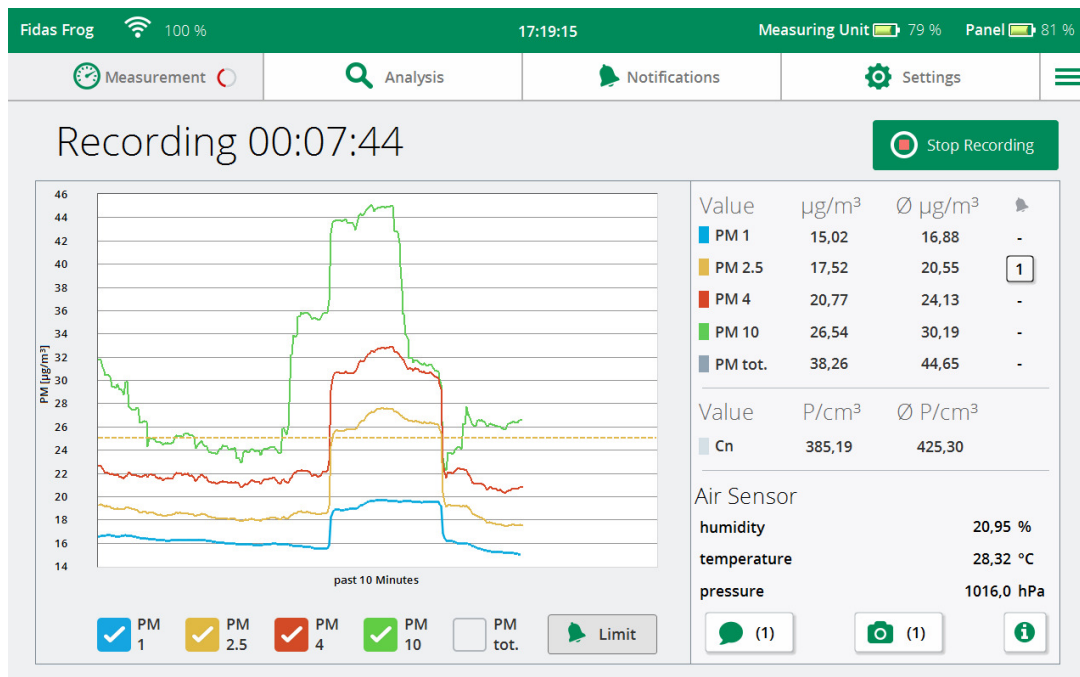 Fidas Frog 100 % 17:19:15 Measuring Unit 79 % Panel 81 %
Measurement Analysis Notifications Settings
Recording 00:07:44
Stop Recording
46
44
42
40
38
36
34
32
30
28
26
24
22
20
18
16
14
PM [µg/m³]
past 10 Minutes
PM 1
PM 2.5
PM 4
PM 10
PM tot.
Limit
Value µg/m³ Ø µg/m³
PM 1 15,02 16,88 -
PM 2.5 17,52 20,55 1
PM 4 20,77 24,13 -
PM 10 26,54 30,19 -
PM tot. 38,26 44,65 -
Value P/cm³ Ø P/cm³
Cn 385,19 425,30
Air Sensor
humidity 20,95 %
temperature 28,32 °C
pressure 1016,0 hPa
(1) (1)